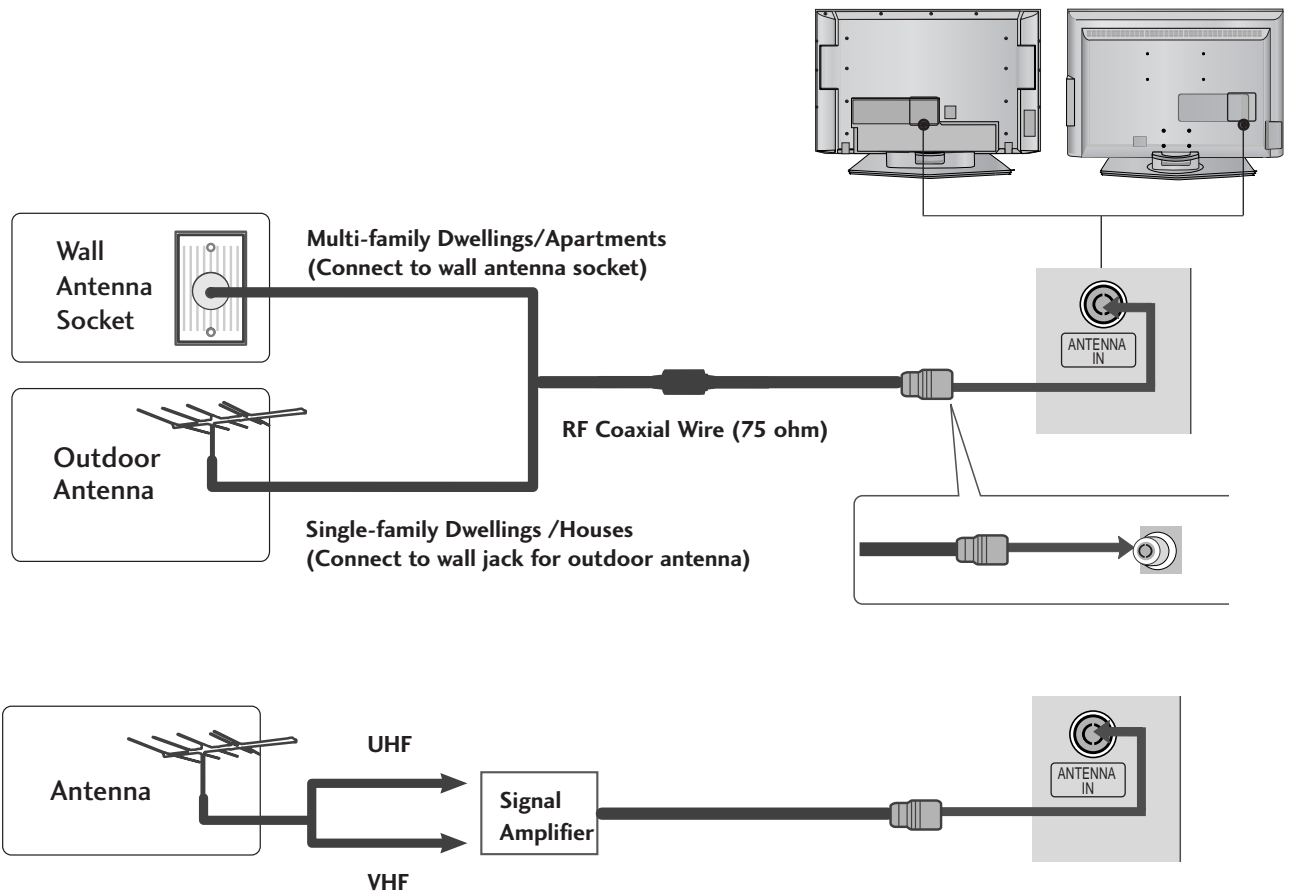 Wall
Antenna
Socket
Multi-family Dwellings/Apartments
(Connect to wall antenna socket)
ANTENNA
IN
RF Coaxial Wire (75 ohm)
Outdoor
Antenna
Single-family Dwellings /Houses
(Connect to wall jack for outdoor antenna)
Antenna
UHF
VHF
Signal
Amplifier
ANTENNA
IN